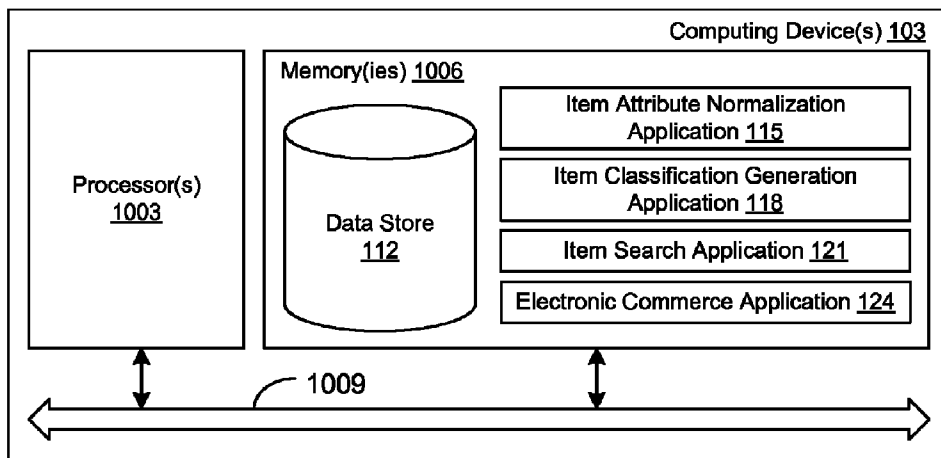 Computing Device(s) 103
Processor(s)
1003
Memory(ies) 1006
Data Store
112
Item Attribute Normalization
Application 115
Item Classification Generation
Application 118
Item Search Application 121
Electronic Commerce Application 124
1009